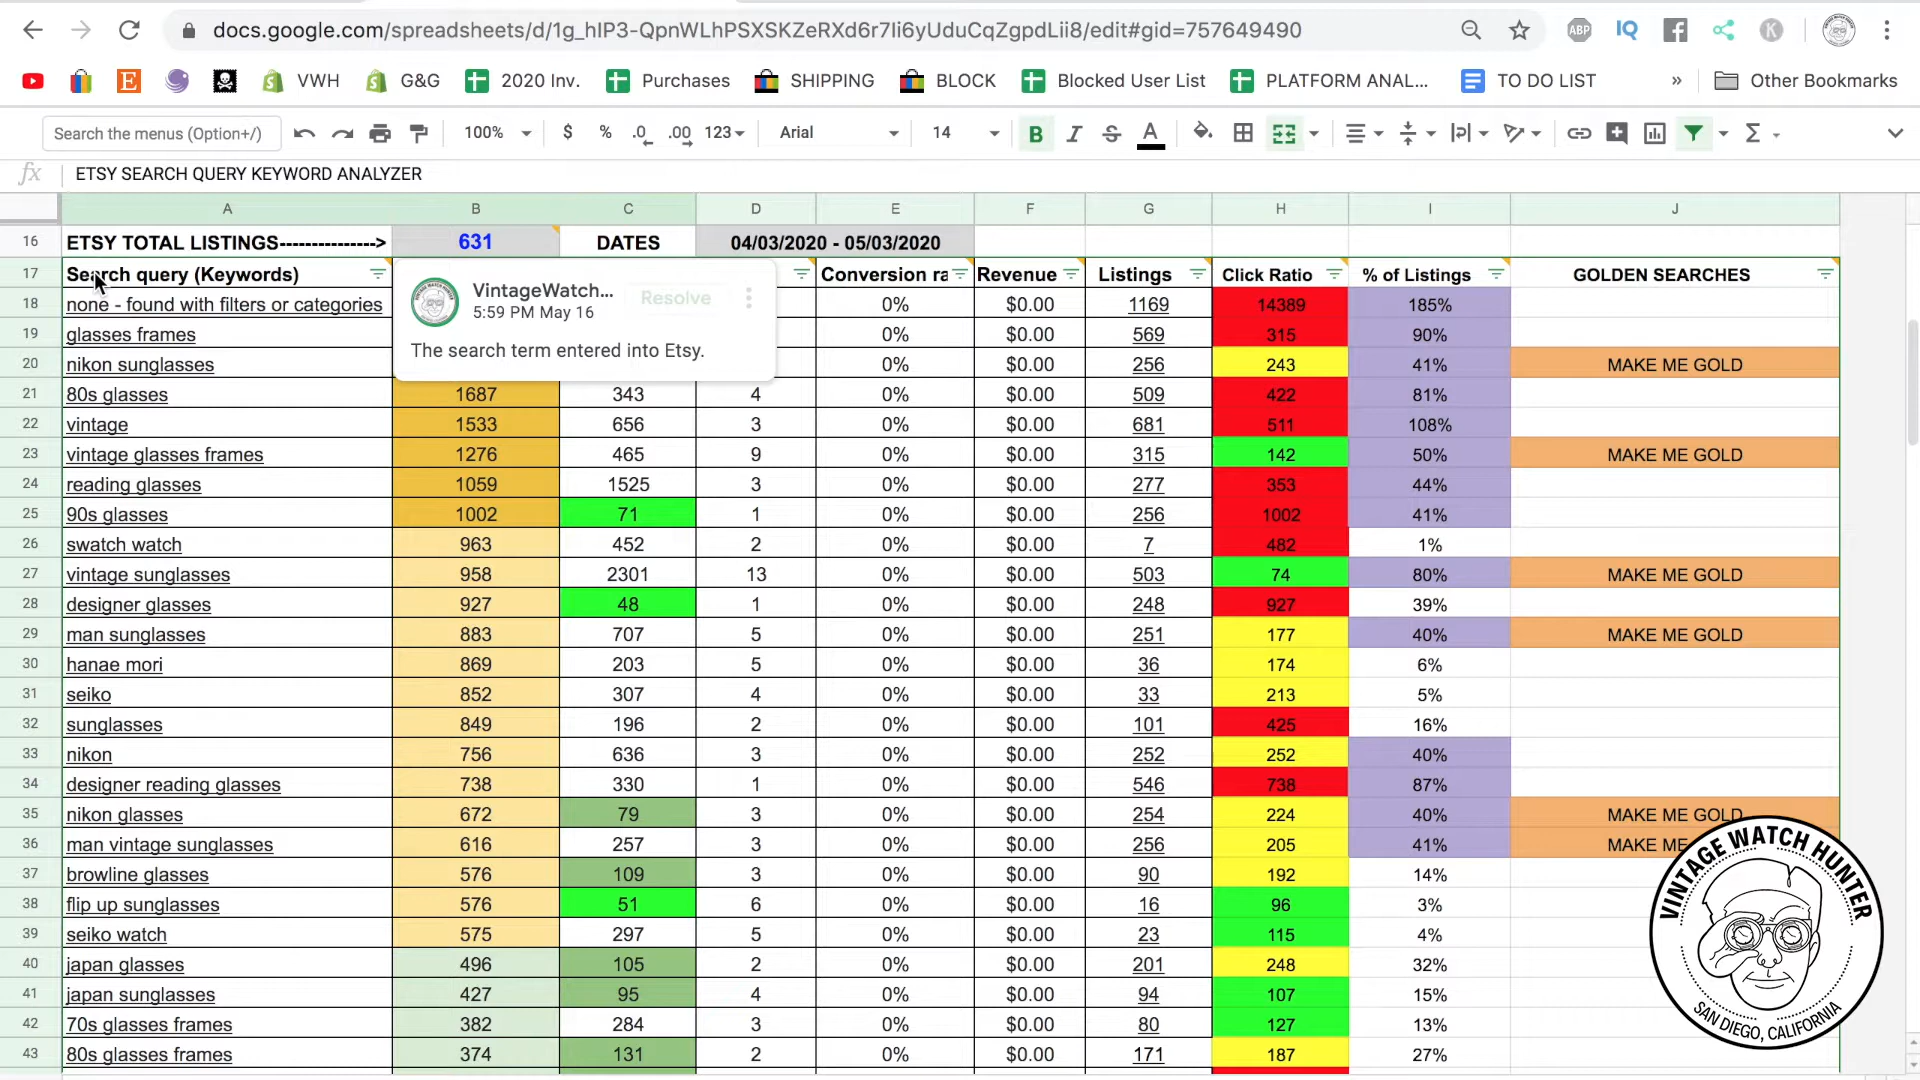 docs.google.com/spreadsheets/d/1g_hIP3-QpnWLhPSXSKZeRXd6r7Ii6yUduCqZgpdLii8/edit#gid=757649490
ABP IQ K
E VWH G&G 2020 Inv. Purchases SHIPPING BLOCK Blocked User List PLATFORM ANAL... TO DO LIST » Other Bookmarks
Search the menus (Option+/) 100% $ % .0 .00 123 Arial 14 B I S A Σ
fx ETSY SEARCH QUERY KEYWORD ANALYZER
A B C D E F G H I J
16 ETSY TOTAL LISTINGS---------------> 631 DATES 04/03/2020 - 05/03/2020
17 Search query (Keywords) Conversion ra Revenue Listings Click Ratio % of Listings GOLDEN SEARCHES
VintageWatch... Resolve
5:59 PM May 16
The search term entered into Etsy.
18 none - found with filters or categories 0% $0.00 1169 14389 185%
19 glasses frames 0% $0.00 569 315 90%
20 nikon sunglasses 0% $0.00 256 243 41% MAKE ME GOLD
21 80s glasses 1687 343 4 0% $0.00 509 422 81%
22 vintage 1533 656 3 0% $0.00 681 511 108%
23 vintage glasses frames 1276 465 9 0% $0.00 315 142 50% MAKE ME GOLD
24 reading glasses 1059 1525 3 0% $0.00 277 353 44%
25 90s glasses 1002 71 1 0% $0.00 256 1002 41%
26 swatch watch 963 452 2 0% $0.00 7 482 1%
27 vintage sunglasses 958 2301 13 0% $0.00 503 74 80% MAKE ME GOLD
28 designer glasses 927 48 1 0% $0.00 248 927 39%
29 man sunglasses 883 707 5 0% $0.00 251 177 40% MAKE ME GOLD
30 hanae mori 869 203 5 0% $0.00 36 174 6%
31 seiko 852 307 4 0% $0.00 33 213 5%
32 sunglasses 849 196 2 0% $0.00 101 425 16%
33 nikon 756 636 3 0% $0.00 252 252 40%
34 designer reading glasses 738 330 1 0% $0.00 546 738 87%
35 nikon glasses 672 79 3 0% $0.00 254 224 40% MAKE ME GOLD
36 man vintage sunglasses 616 257 3 0% $0.00 256 205 41% MAKE ME
37 browline glasses 576 109 3 0% $0.00 90 192 14%
38 flip up sunglasses 576 51 6 0% $0.00 16 96 3%
39 seiko watch 575 297 5 0% $0.00 23 115 4%
40 japan glasses 496 105 2 0% $0.00 201 248 32%
41 japan sunglasses 427 95 4 0% $0.00 94 107 15%
42 70s glasses frames 382 284 3 0% $0.00 80 127 13%
43 80s glasses frames 374 131 2 0% $0.00 171 187 27%
VINTAGE WATCH HUNTER
SAN DIEGO, CALIFORNIA